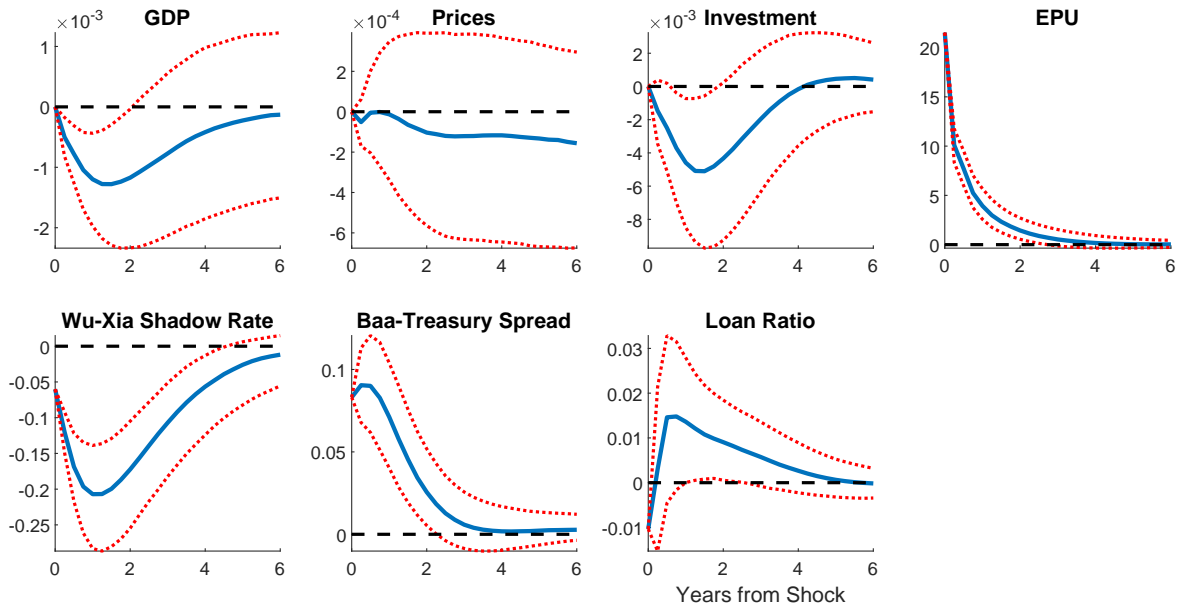 GDP
×10⁻³
1
0
-1
-2
0 2 4 6
Prices
×10⁻⁴
4
2
0
-2
-4
-6
0 2 4 6
Investment
×10⁻³
2
0
-2
-4
-6
-8
0 2 4 6
EPU
20
15
10
5
0
0 2 4 6
Wu-Xia Shadow Rate
0
-0.05
-0.1
-0.15
-0.2
-0.25
0 2 4 6
Baa-Treasury Spread
0.1
0.05
0
0 2 4 6
Loan Ratio
0.03
0.02
0.01
0
-0.01
0 2 4 6
Years from Shock